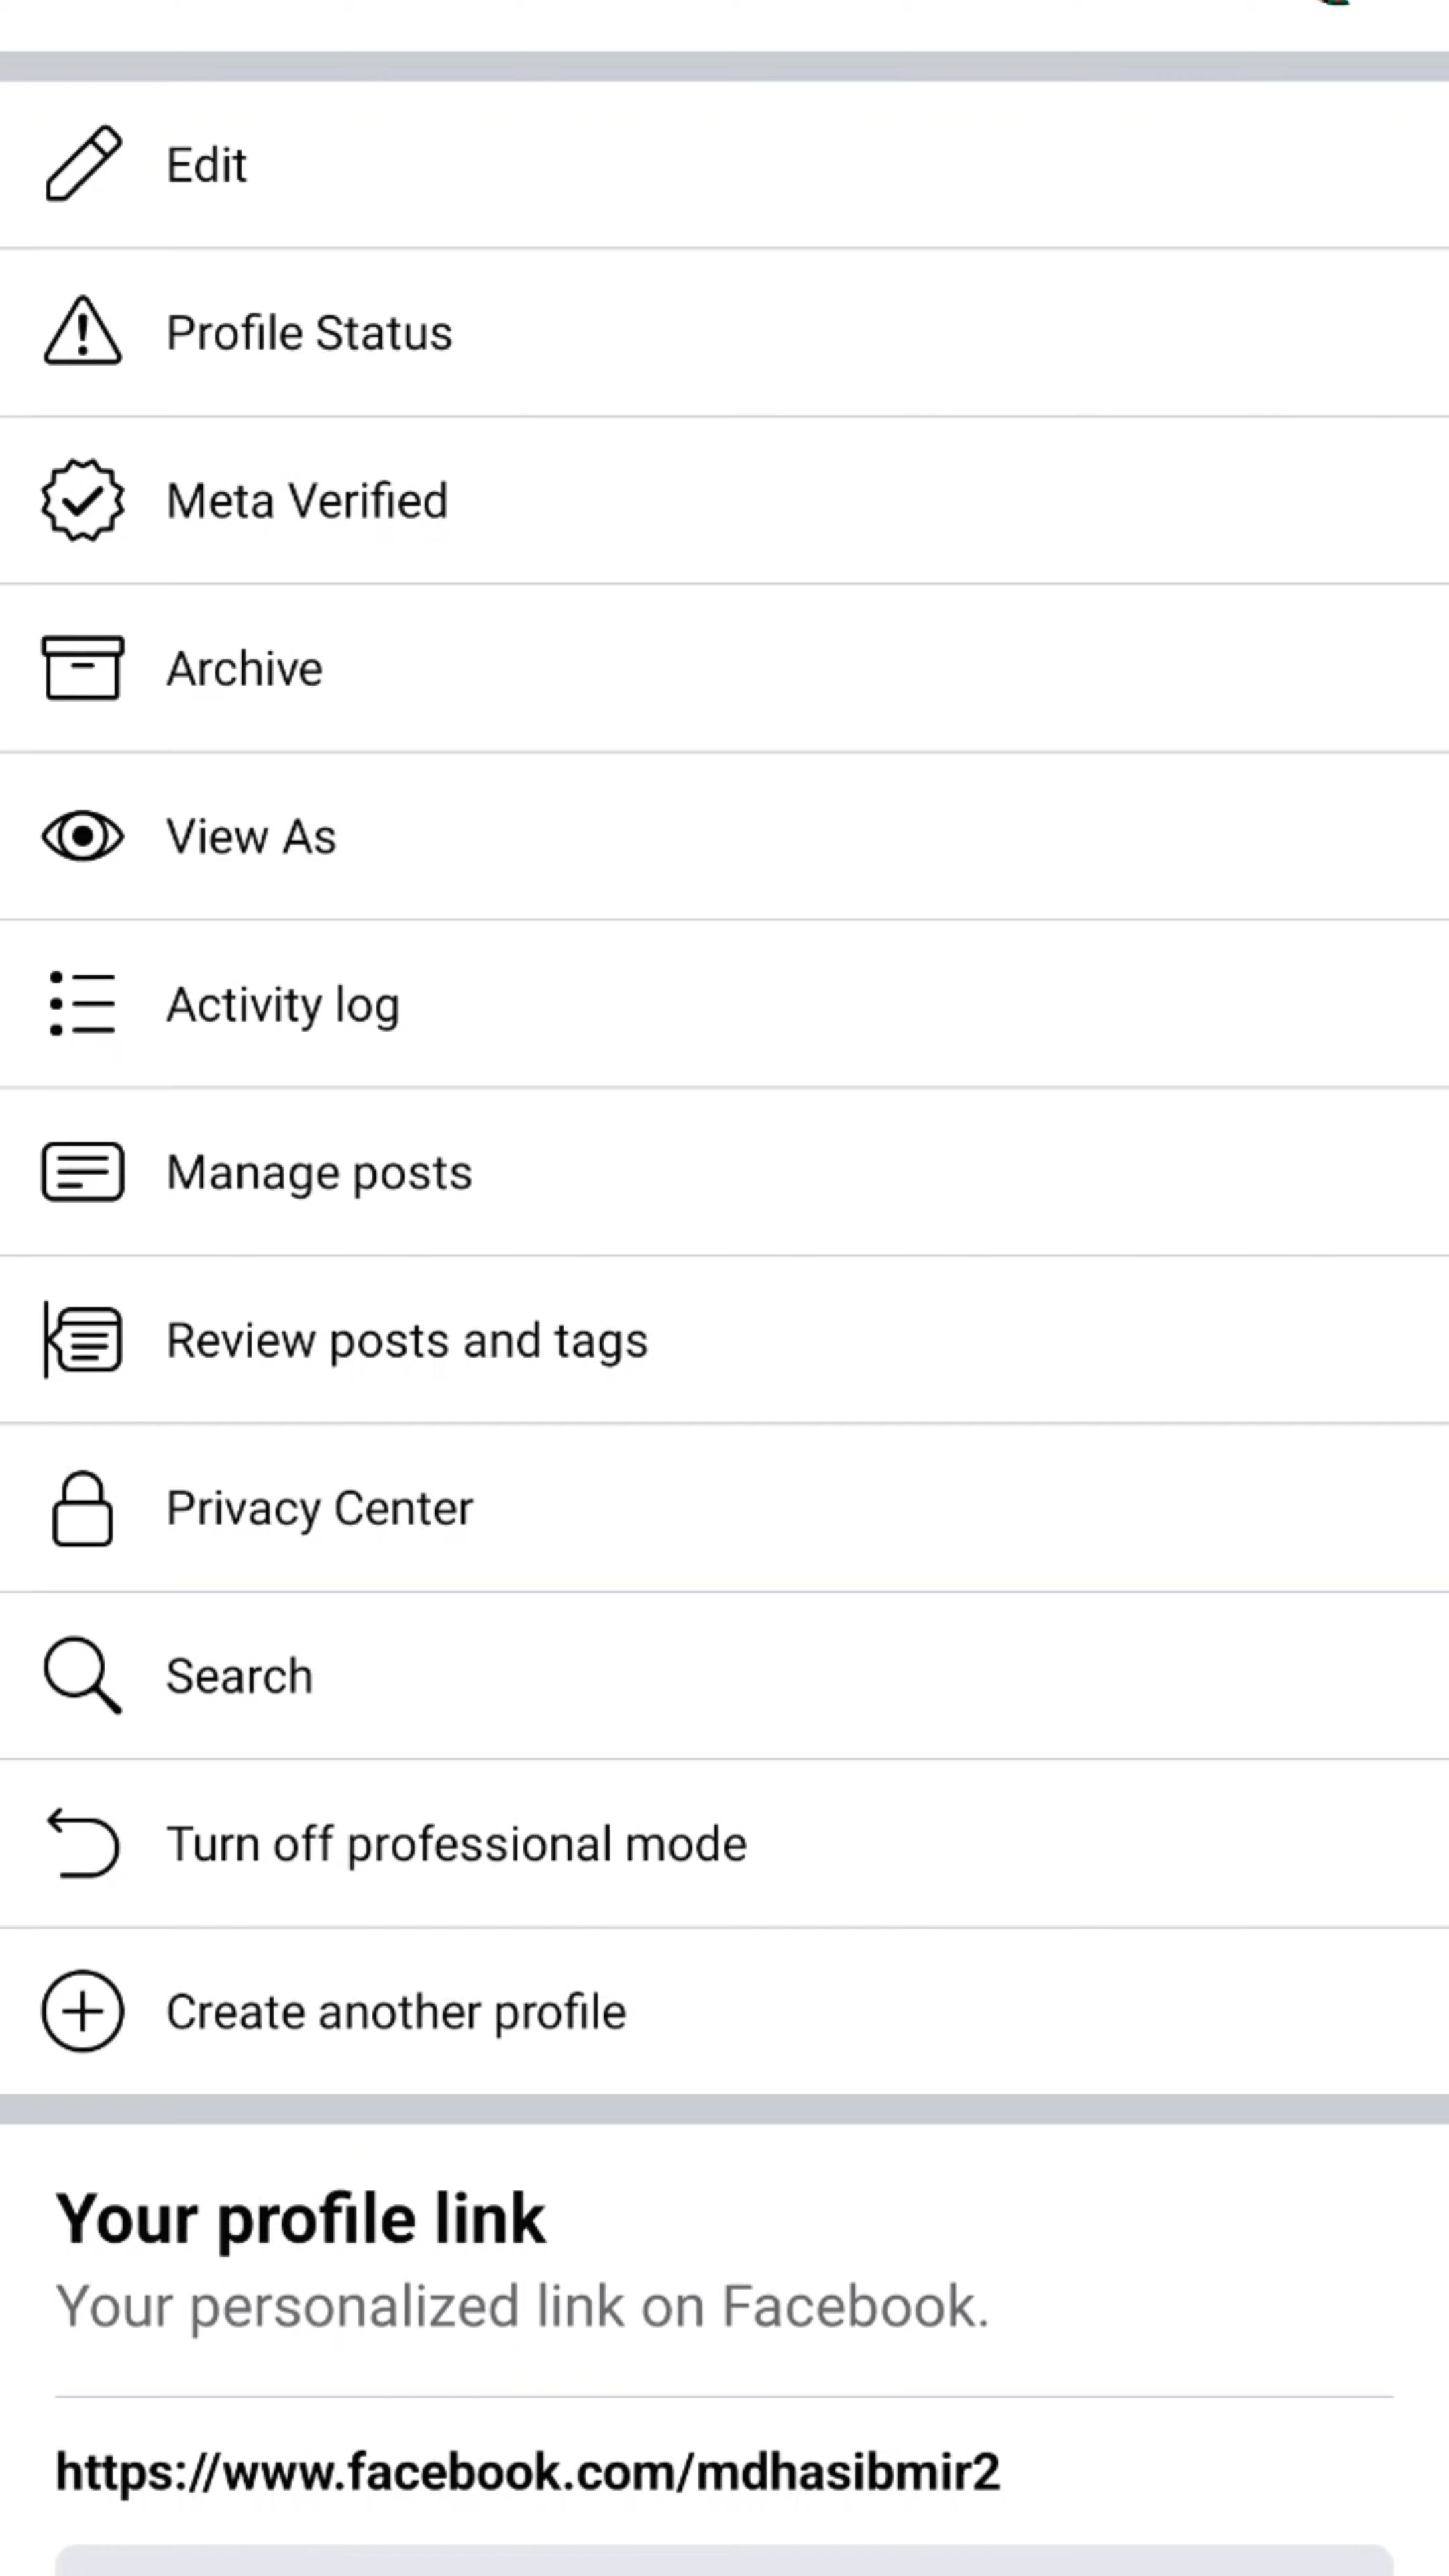 Edit
Profile Status
Meta Verified
Archive
View As
Activity log
Manage posts
Review posts and tags
Privacy Center
Search
Turn off professional mode
Create another profile
Your profile link
Your personalized link on Facebook.
https://www.facebook.com/mdhasibmir2